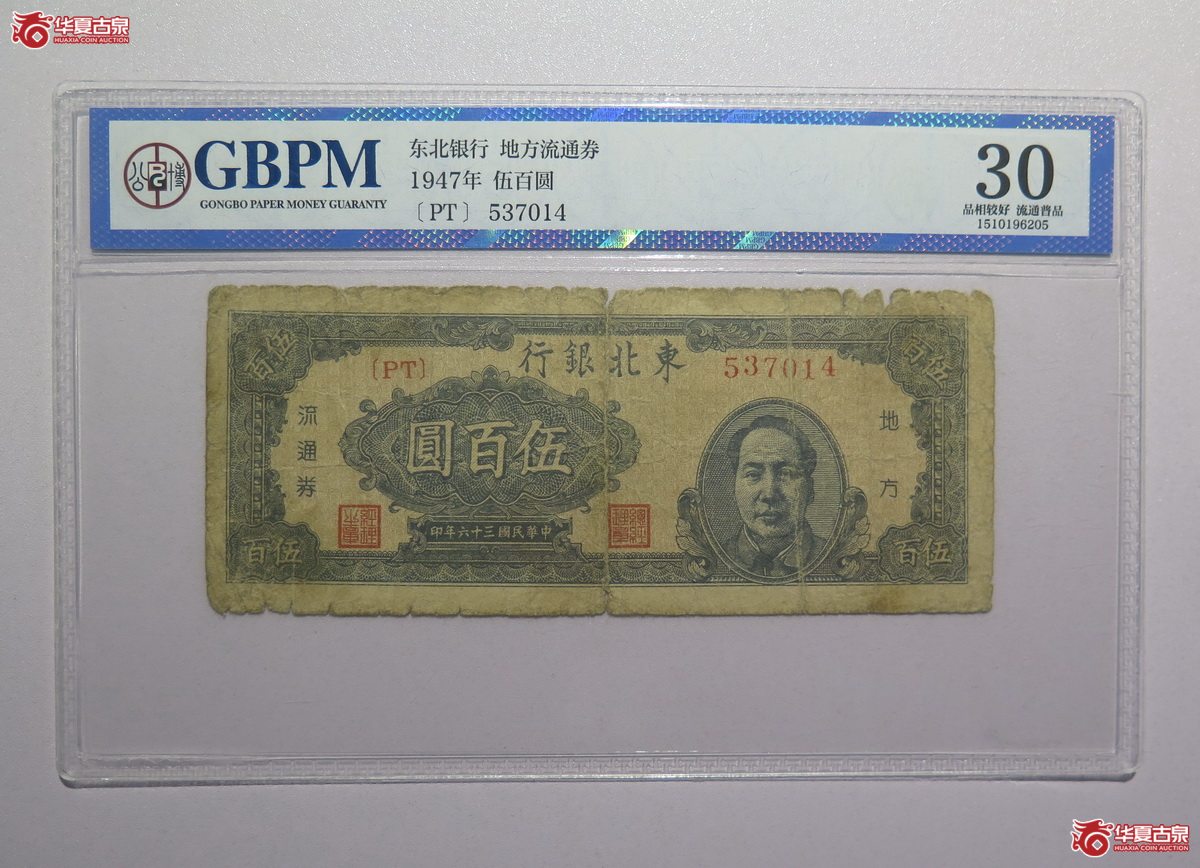 华夏古泉
HUAXIA COIN AUCTION
公博
GBPM
GONGBO PAPER MONEY GUARANTY
东北银行 地方流通券
1947年 伍百圆
〔PT〕 537014
30
品相较好 流通普品
1510196205
伍百
百伍
行銀北東
〔PT〕
537014
流通券
圓百伍
地方
印年六十三國民華中
百伍
百伍
华夏古泉
HUAXIA COIN AUCTION